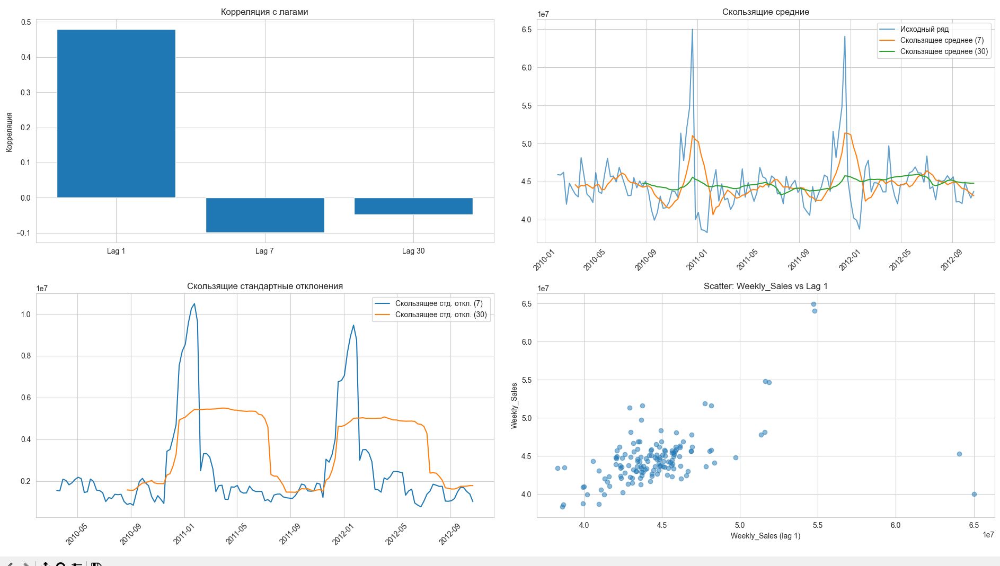 Корреляция с лагами
Корреляция
0.5
0.4
0.3
0.2
0.1
0.0
−0.1
Lag 1
Lag 7
Lag 30
Скользящие средние
1e7
6.5
6.0
5.5
5.0
4.5
4.0
Исходный ряд
Скользящее среднее (7)
Скользящее среднее (30)
2010-01
2010-05
2010-09
2011-01
2011-05
2011-09
2012-01
2012-05
2012-09
Скользящие стандартные отклонения
1e7
1.0
0.8
0.6
0.4
0.2
Скользящее стд. откл. (7)
Скользящее стд. откл. (30)
2010-05
2010-09
2011-01
2011-05
2011-09
2012-01
2012-05
2012-09
Scatter: Weekly_Sales vs Lag 1
1e7
Weekly_Sales
6.5
6.0
5.5
5.0
4.5
4.0
4.0
4.5
5.0
5.5
6.0
6.5
1e7
Weekly_Sales (lag 1)